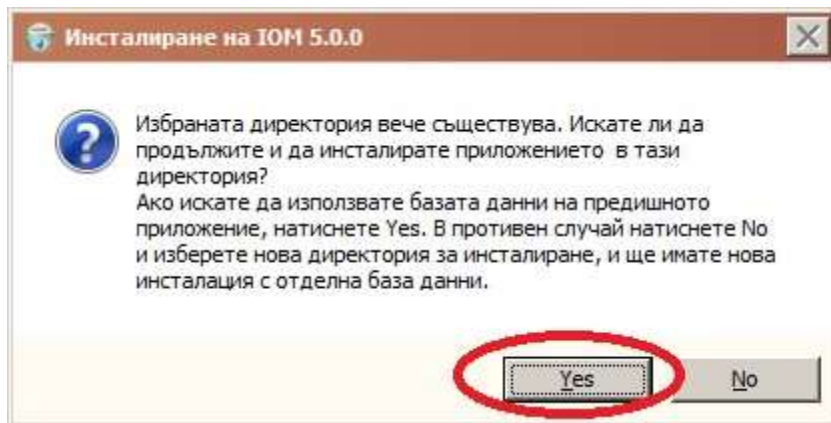 Инсталиране на IOM 5.0.0
Избраната директория вече съществува. Искате ли да
продължите и да инсталирате приложението в тази
директория?
Ако искате да използвате базата данни на предишното
приложение, натиснете Yes. В противен случай натиснете No
и изберете нова директория за инсталиране, и ще имате нова
инсталация с отделна база данни.
Yes No